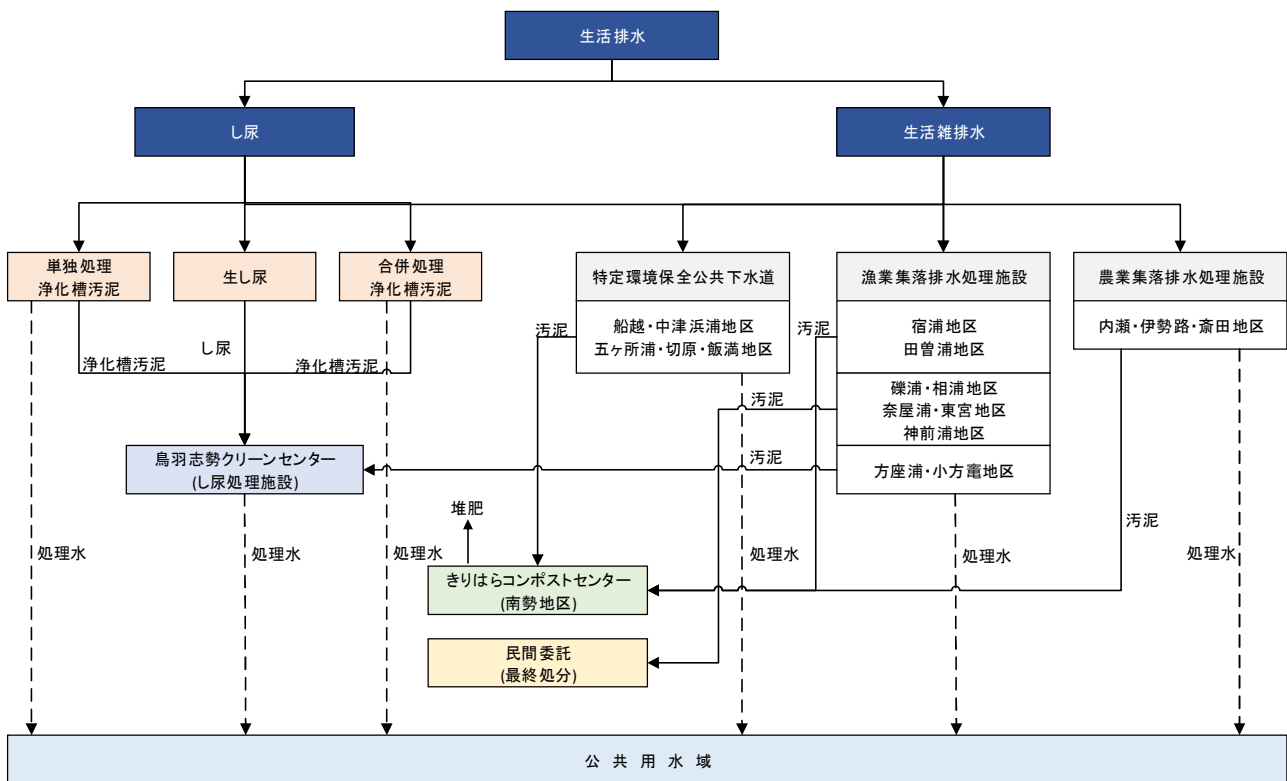 生活排水
し尿
生活雑排水
単独処理
浄化槽汚泥
生し尿
合併処理
浄化槽汚泥
特定環境保全公共下水道
船越・中津浜浦地区
五ヶ所浦・切原・飯満地区
漁業集落排水処理施設
宿浦地区
田曽浦地区
礫浦・相浦地区
奈屋浦・東宮地区
神前浦地区
方座浦・小方竈地区
農業集落排水処理施設
内瀬・伊勢路・斎田地区
汚泥
汚泥
し尿
浄化槽汚泥
浄化槽汚泥
汚泥
汚泥
鳥羽志勢クリーンセンター
(し尿処理施設)
堆肥
汚泥
処理水
処理水
処理水
処理水
処理水
処理水
きりはらコンポストセンター
(南勢地区)
民間委託
(最終処分)
公共用水域